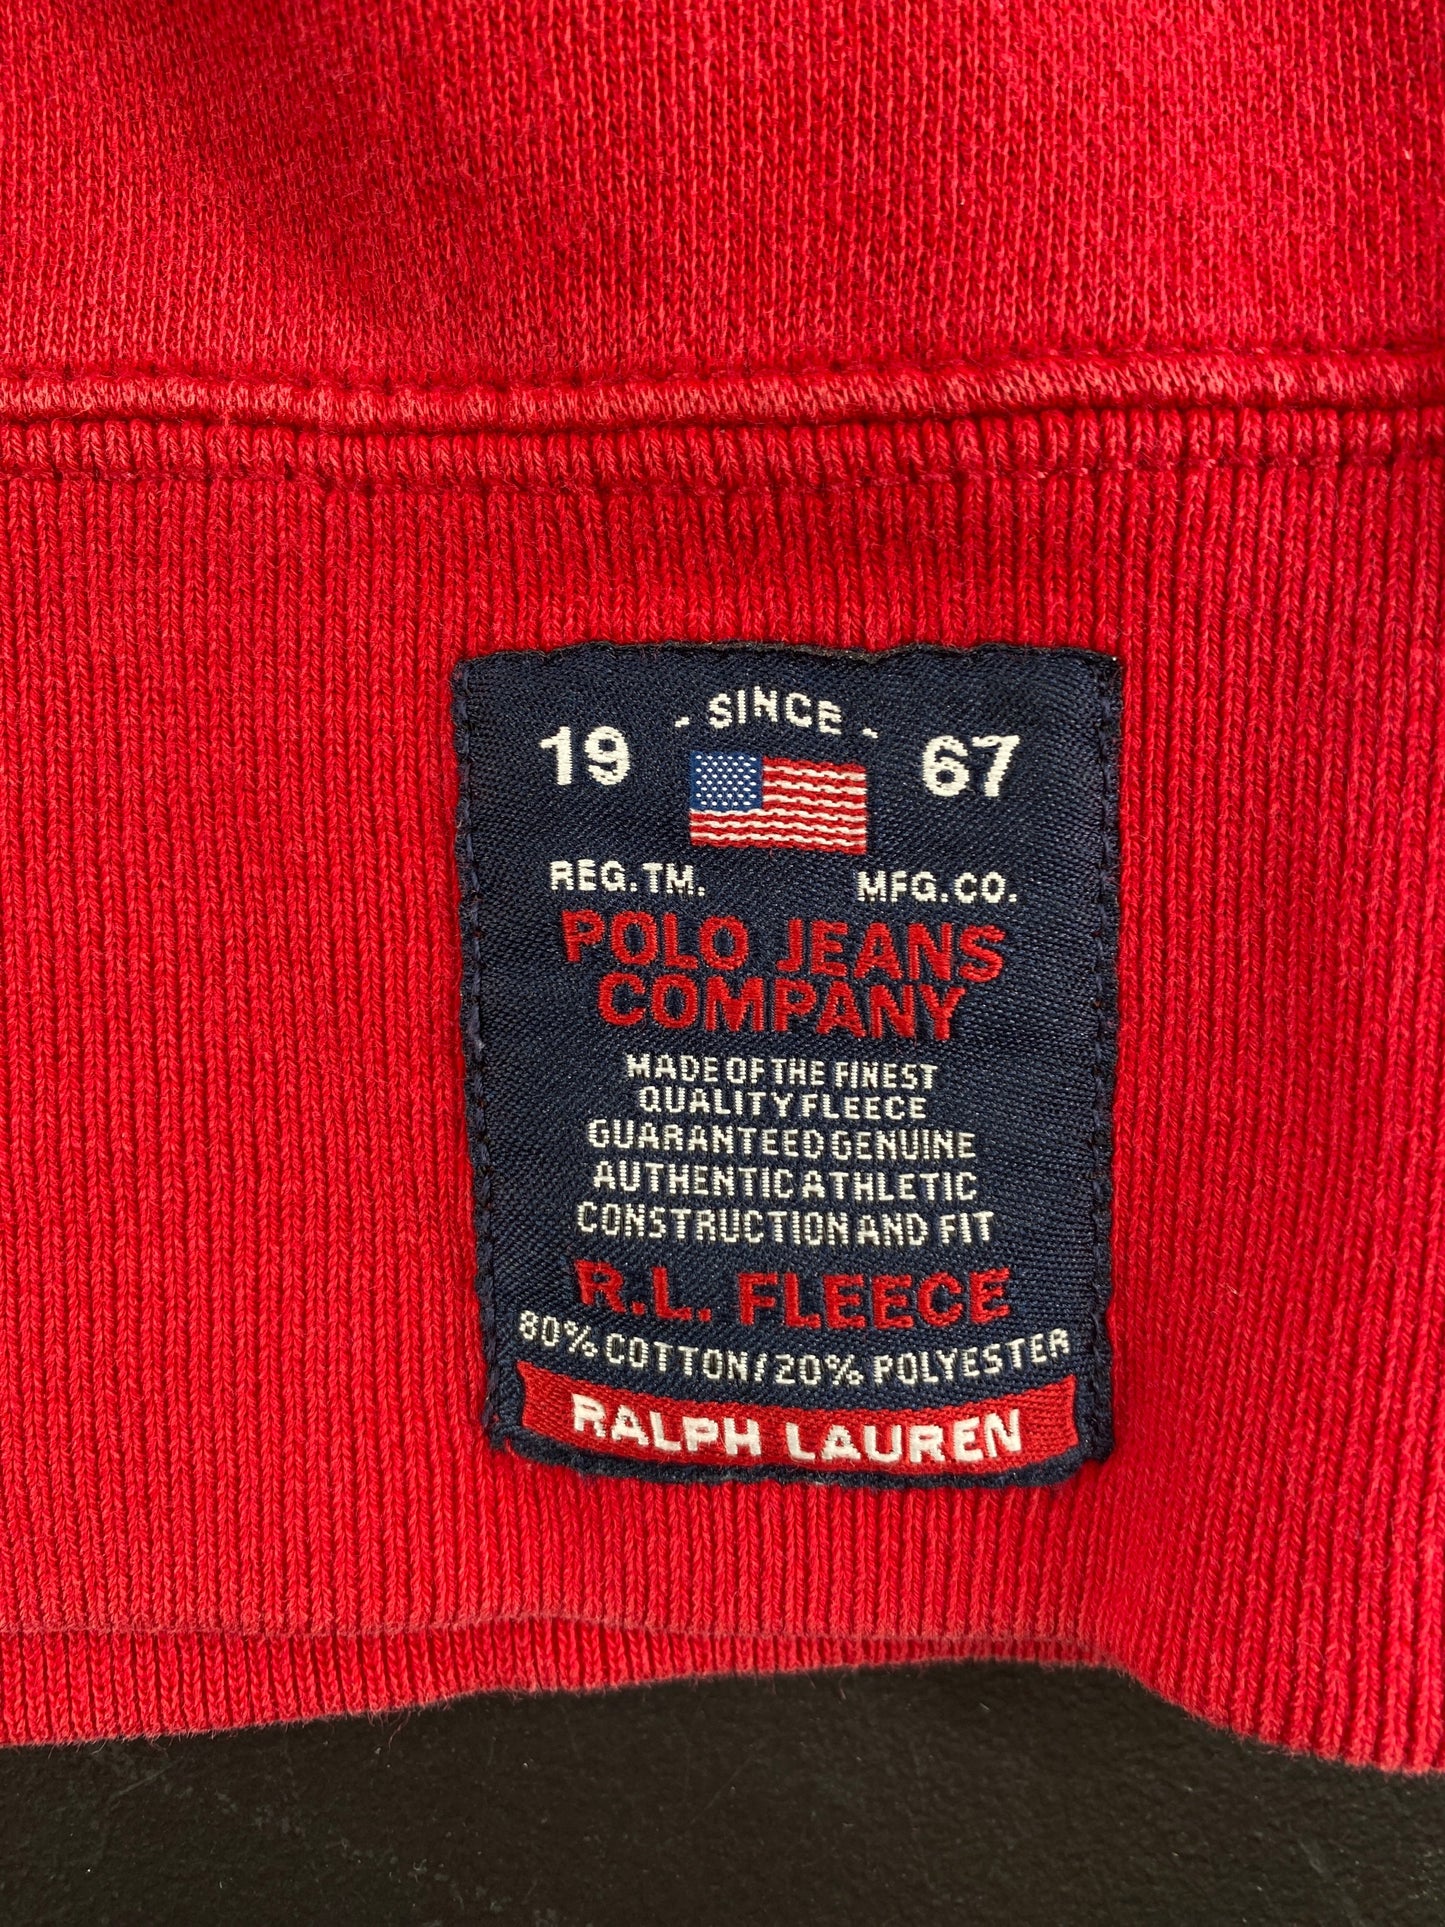 - SINCE -
19 67
REG. TM. MFG. CO.
POLO JEANS
COMPANY
MADE OF THE FINEST
QUALITY FLEECE
GUARANTEED GENUINE
AUTHENTIC ATHLETIC
CONSTRUCTION AND FIT
R.L. FLEECE
80% COTTON/20% POLYESTER
RALPH LAUREN